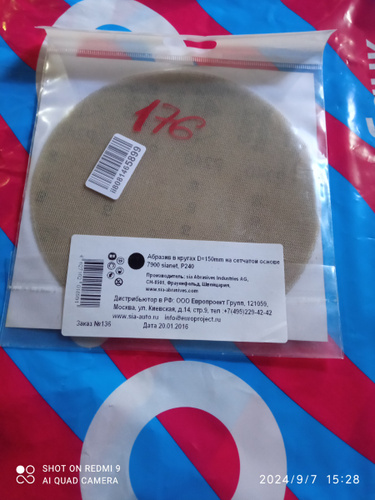 176
00081465899
Абразив в кругах D=150mm на сетчатой основе
7900 sianet, P240
Производитель: sia Abrasives Industries AG,
CH-8501, Фрауенфельд, Швейцария,
www.sia-abrasives.com
Дистрибьютор в РФ: ООО Европроект Групп, 121059,
Москва, ул. Киевская, д.14, стр.9, тел.:+7(495)229-42-42
www.sia-auto.ru info@europroject.ru
Заказ №136 Дата 20.01.2016
SHOT ON REDMI 9
AI QUAD CAMERA
2024/9/7 15:28